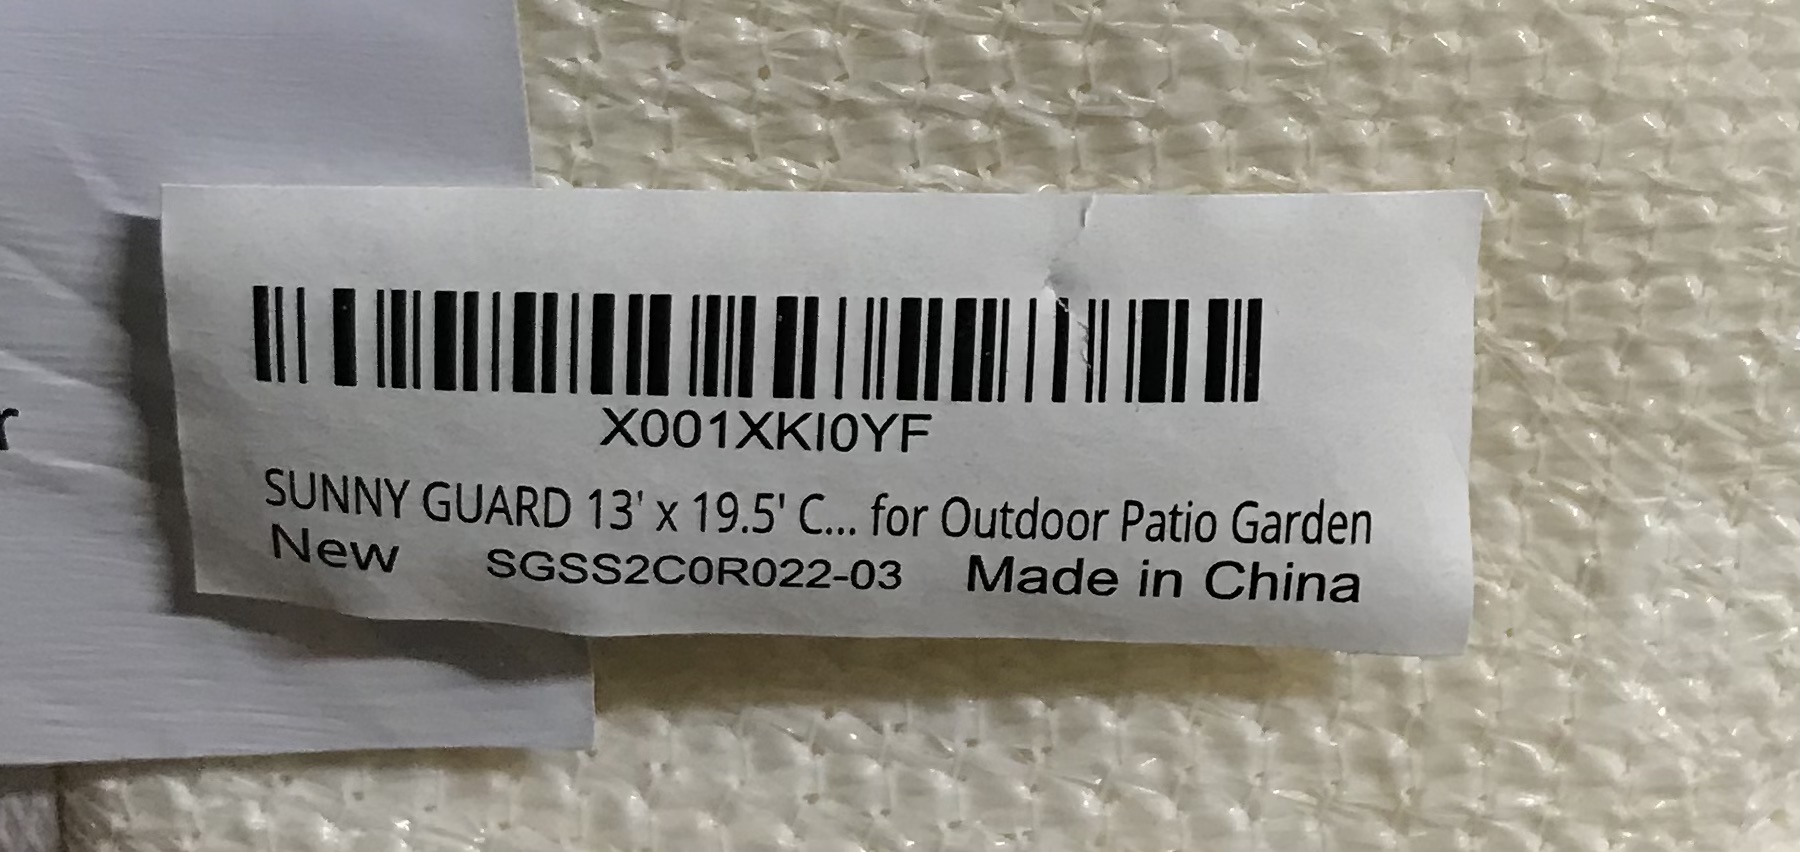 X001XKI0YF
SUNNY GUARD 13' x 19.5' C... for Outdoor Patio Garden
New SGSS2C0R022-03 Made in China
r